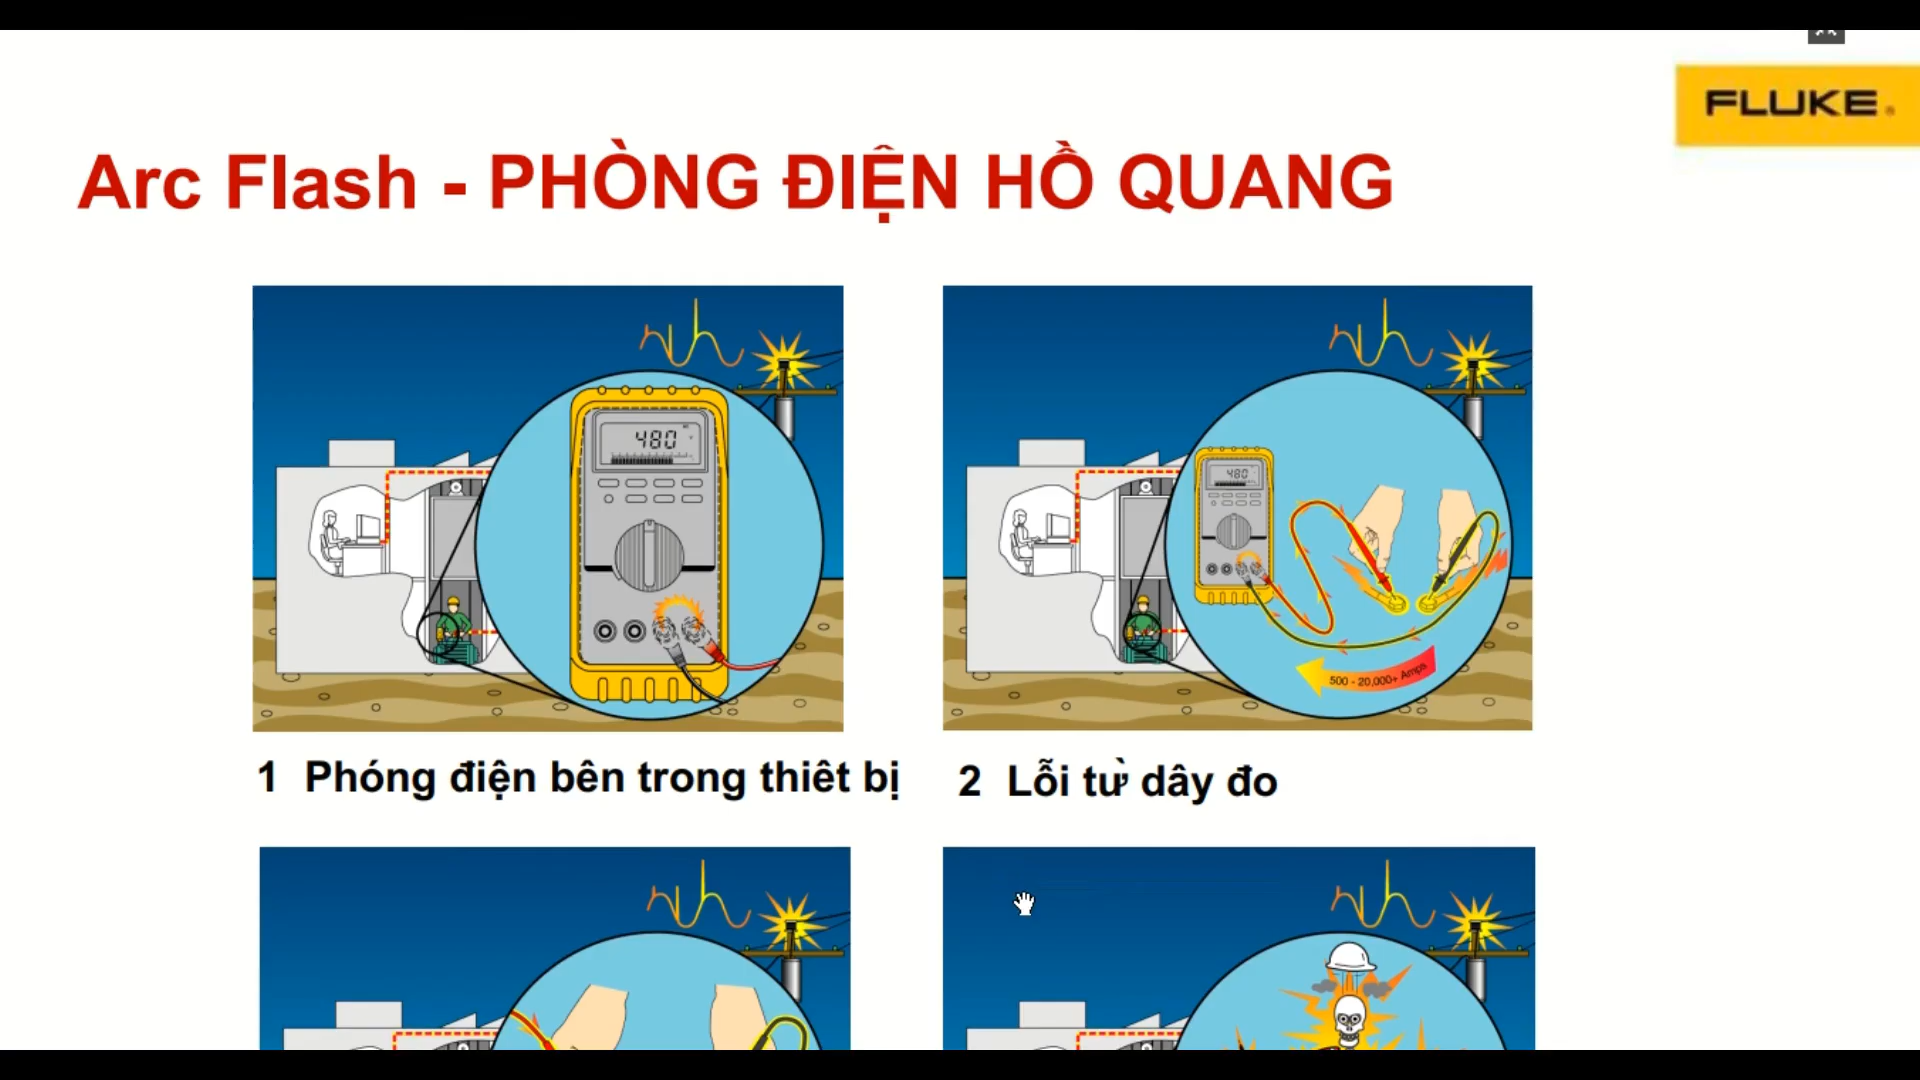 FLUKE®
Arc Flash - PHÒNG ĐIỆN HỒ QUANG
480
480
500 - 20,000+ Amps
1 Phóng điện bên trong thiêt bị
2 Lỗi từ dây đo